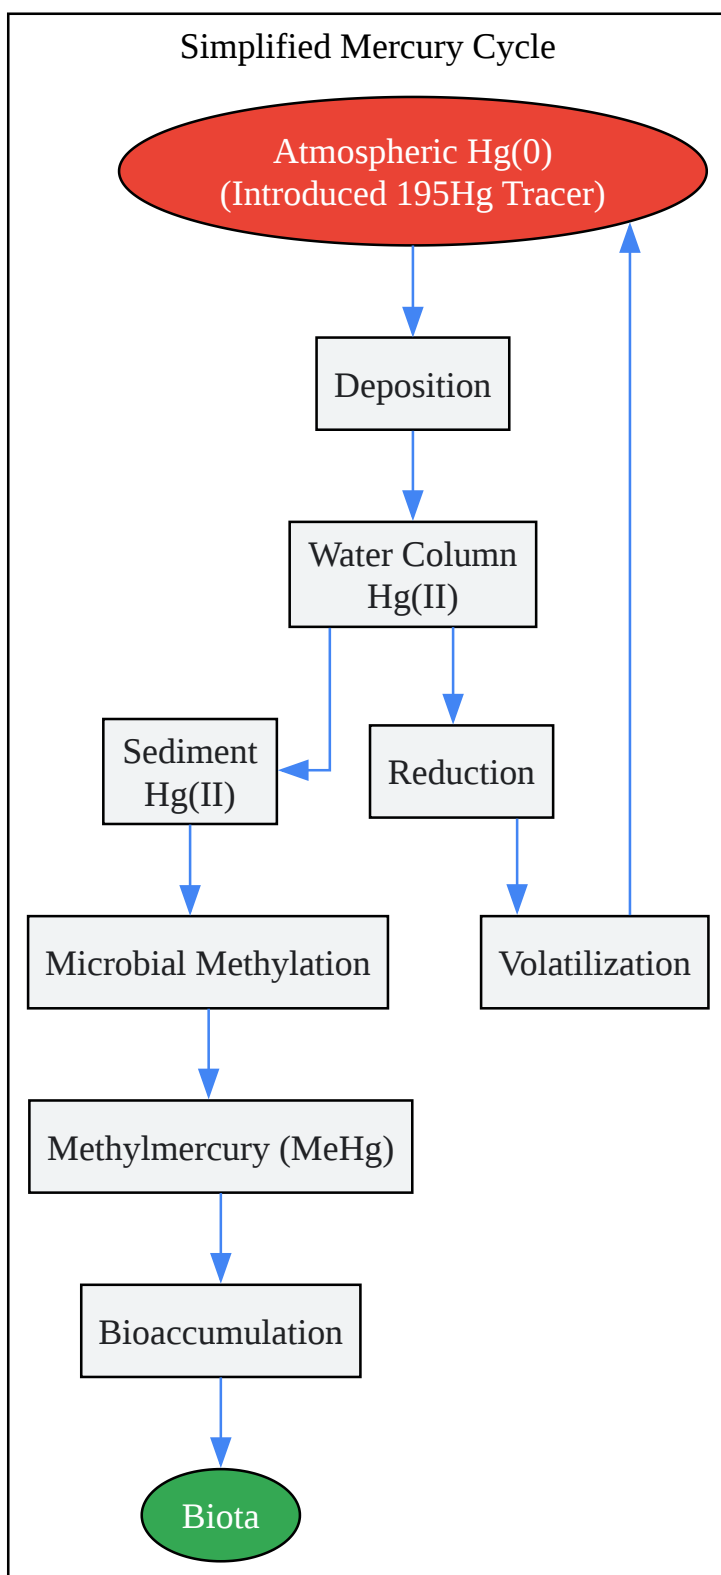 Simplified Mercury Cycle
Atmospheric Hg(0)
(Introduced 195Hg Tracer)
Deposition
Water Column
Hg(II)
Sediment
Hg(II)
Reduction
Microbial Methylation
Volatilization
Methylmercury (MeHg)
Bioaccumulation
Biota